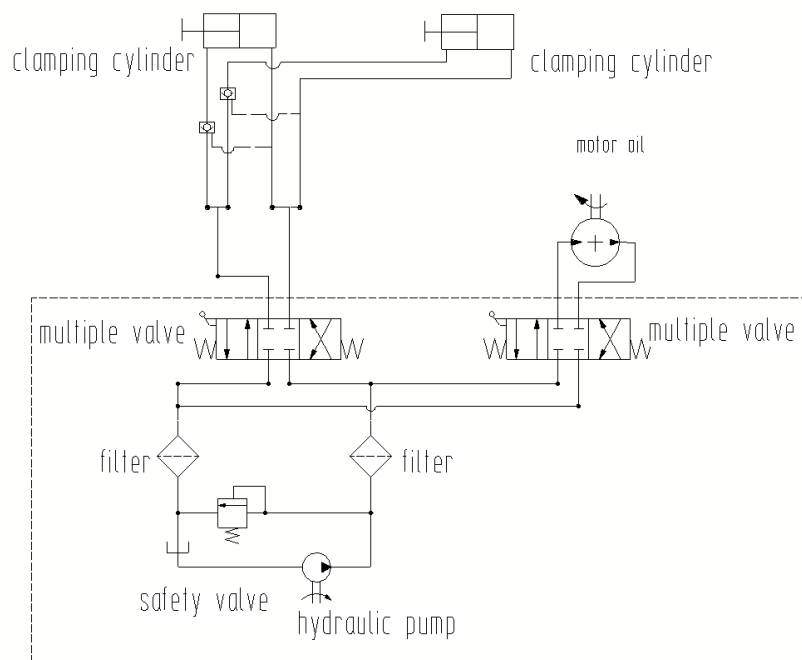 clamping cylinder
clamping cylinder
motor oil
multiple valve
multiple valve
filter
filter
safety valve
hydraulic pump